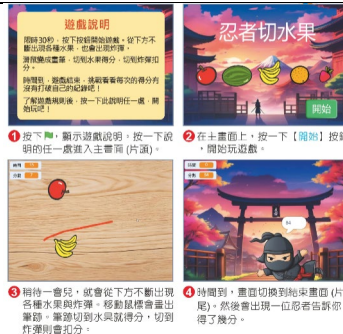 遊戲說明
限時30秒，按下按鈕開始遊戲。從下方不
斷出現各種水果，也會出現炸彈。
滑鼠變成畫筆，切到水果得分，切到炸彈扣
分。
時間到，遊戲結束，挑戰看看每次的得分有
沒有打破自己的紀錄吧！
了解遊戲規則後，按一下此說明任一處，開
始玩吧！
忍者切水果
開始
❶ 按下，顯示遊戲說明。按一下說
明的任一處進入主畫面 (片頭)。
❷ 在主畫面上，按一下【開始】按鈕
，開始玩遊戲。
❸ 稍待一會兒，就會從下方不斷出現
各種水果與炸彈。移動鼠標會畫出
筆跡。筆跡切到水果就得分，切到
炸彈則會扣分。
❹ 時間到，畫面切換到結束畫面 (片
尾)。然後會出現一位忍者告訴你
得了幾分。